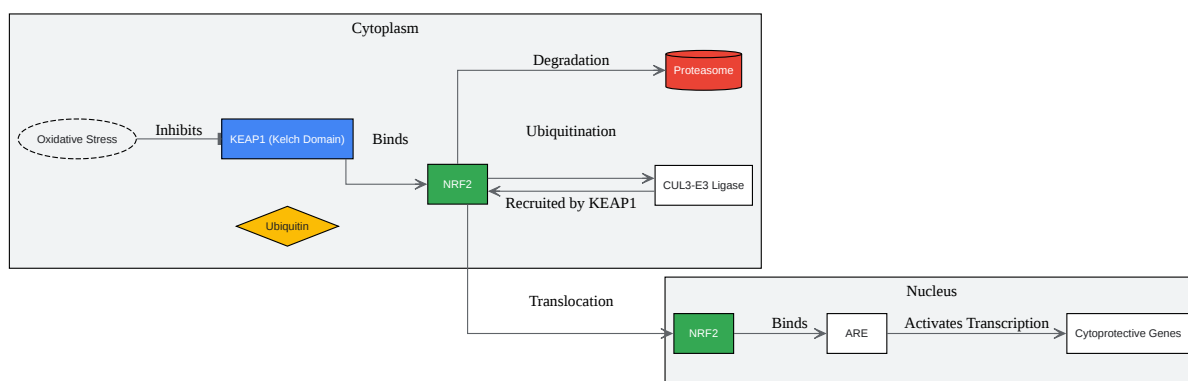 Cytoplasm
Degradation
Proteasome
Oxidative Stress
Inhibits
KEAP1 (Kelch Domain)
Binds
Ubiquitination
NRF2
CUL3-E3 Ligase
Recruited by KEAP1
Ubiquitin
Translocation
Nucleus
NRF2
Binds
ARE
Activates Transcription
Cytoprotective Genes